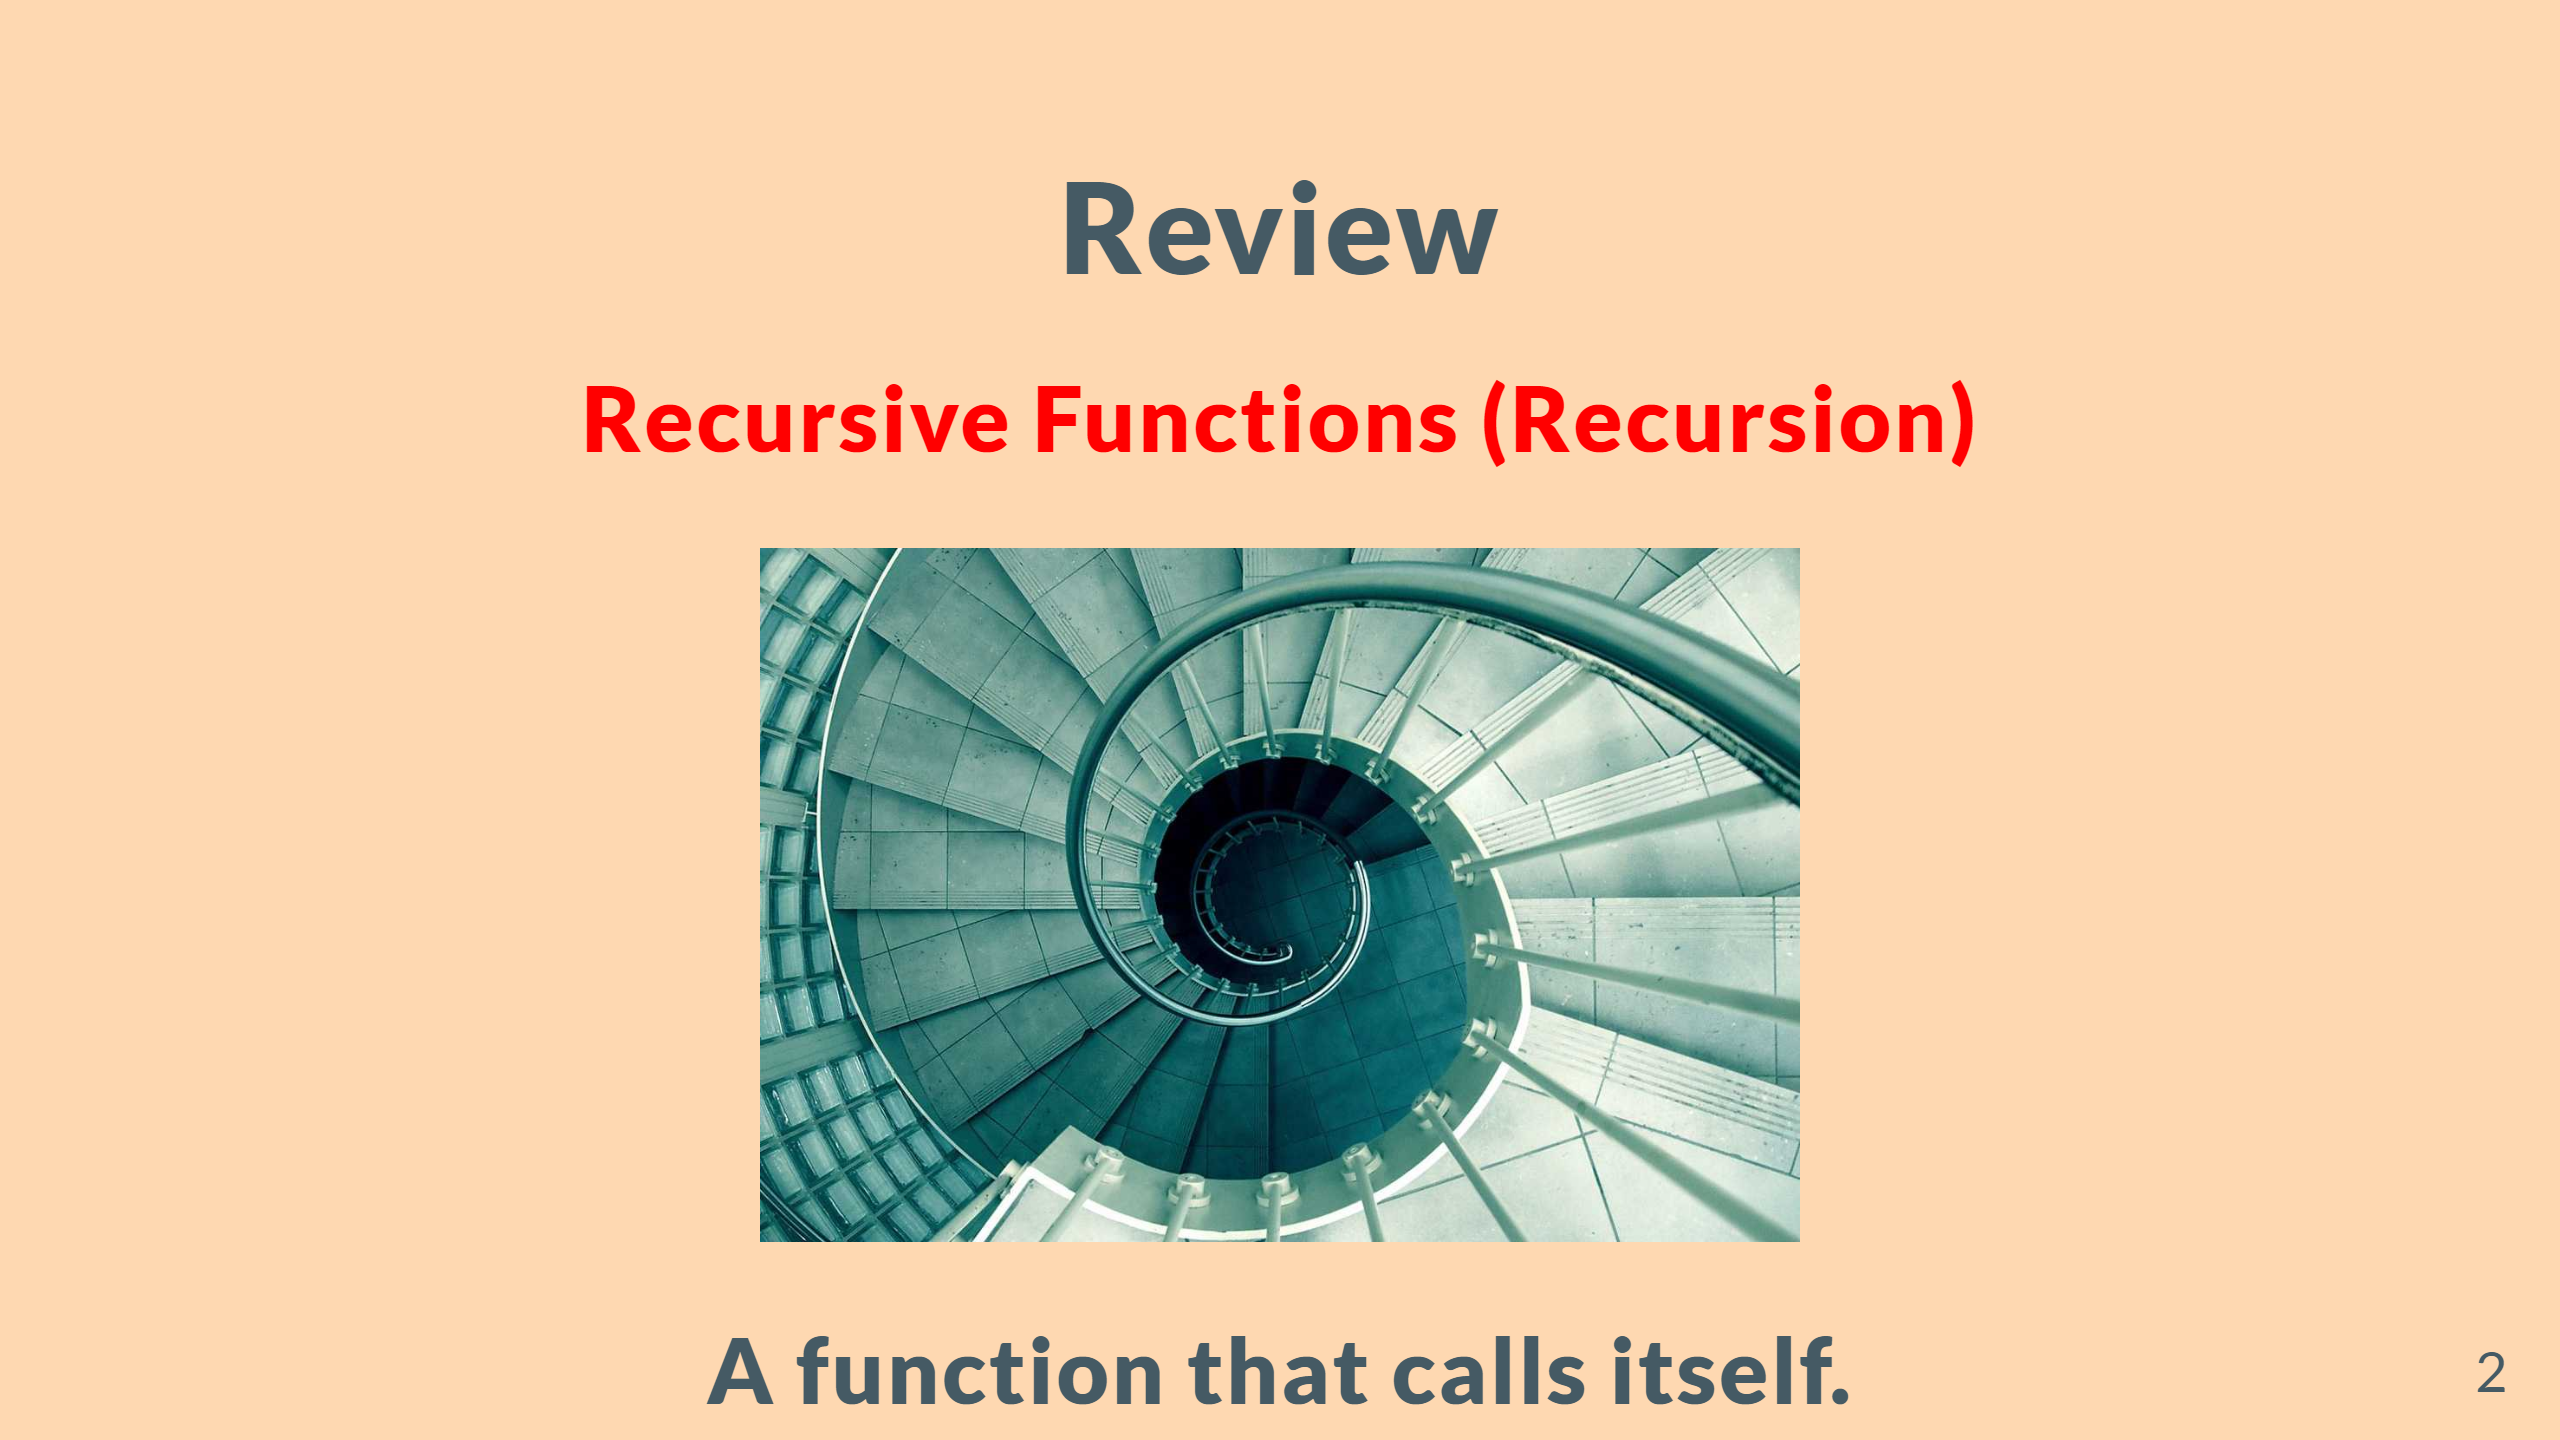 Review
Recursive Functions (Recursion)
A function that calls itself.
2